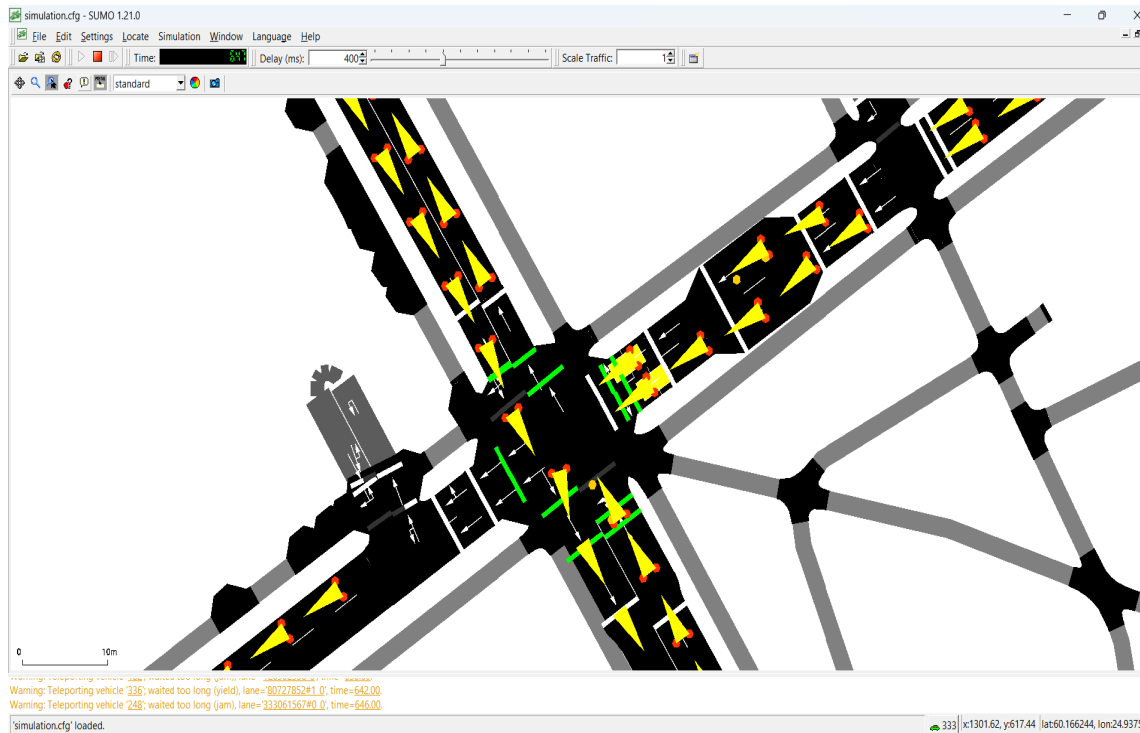 simulation.cfg - SUMO 1.21.0
File Edit Settings Locate Simulation Window Language Help
Time: 647 Delay (ms): 400 Scale Traffic: 1
standard
0 10m
Warning: Teleporting vehicle '336'; waited too long (yield), lane='80727852#1_0', time=642.00.
Warning: Teleporting vehicle '248'; waited too long (jam), lane='333061567#0_0', time=646.00.
'simulation.cfg' loaded. 333 x:1301.62, y:617.44 lat:60.166244, lon:24.9375